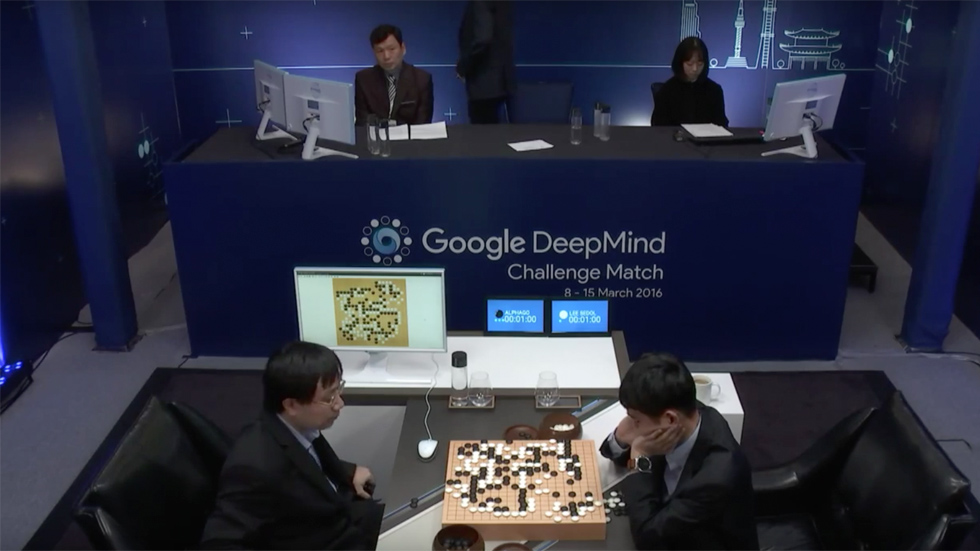 Google DeepMind
Challenge Match
8 - 15 March 2016
ALPHAGO
00:01:00
LEE SEDOL
00:01:00